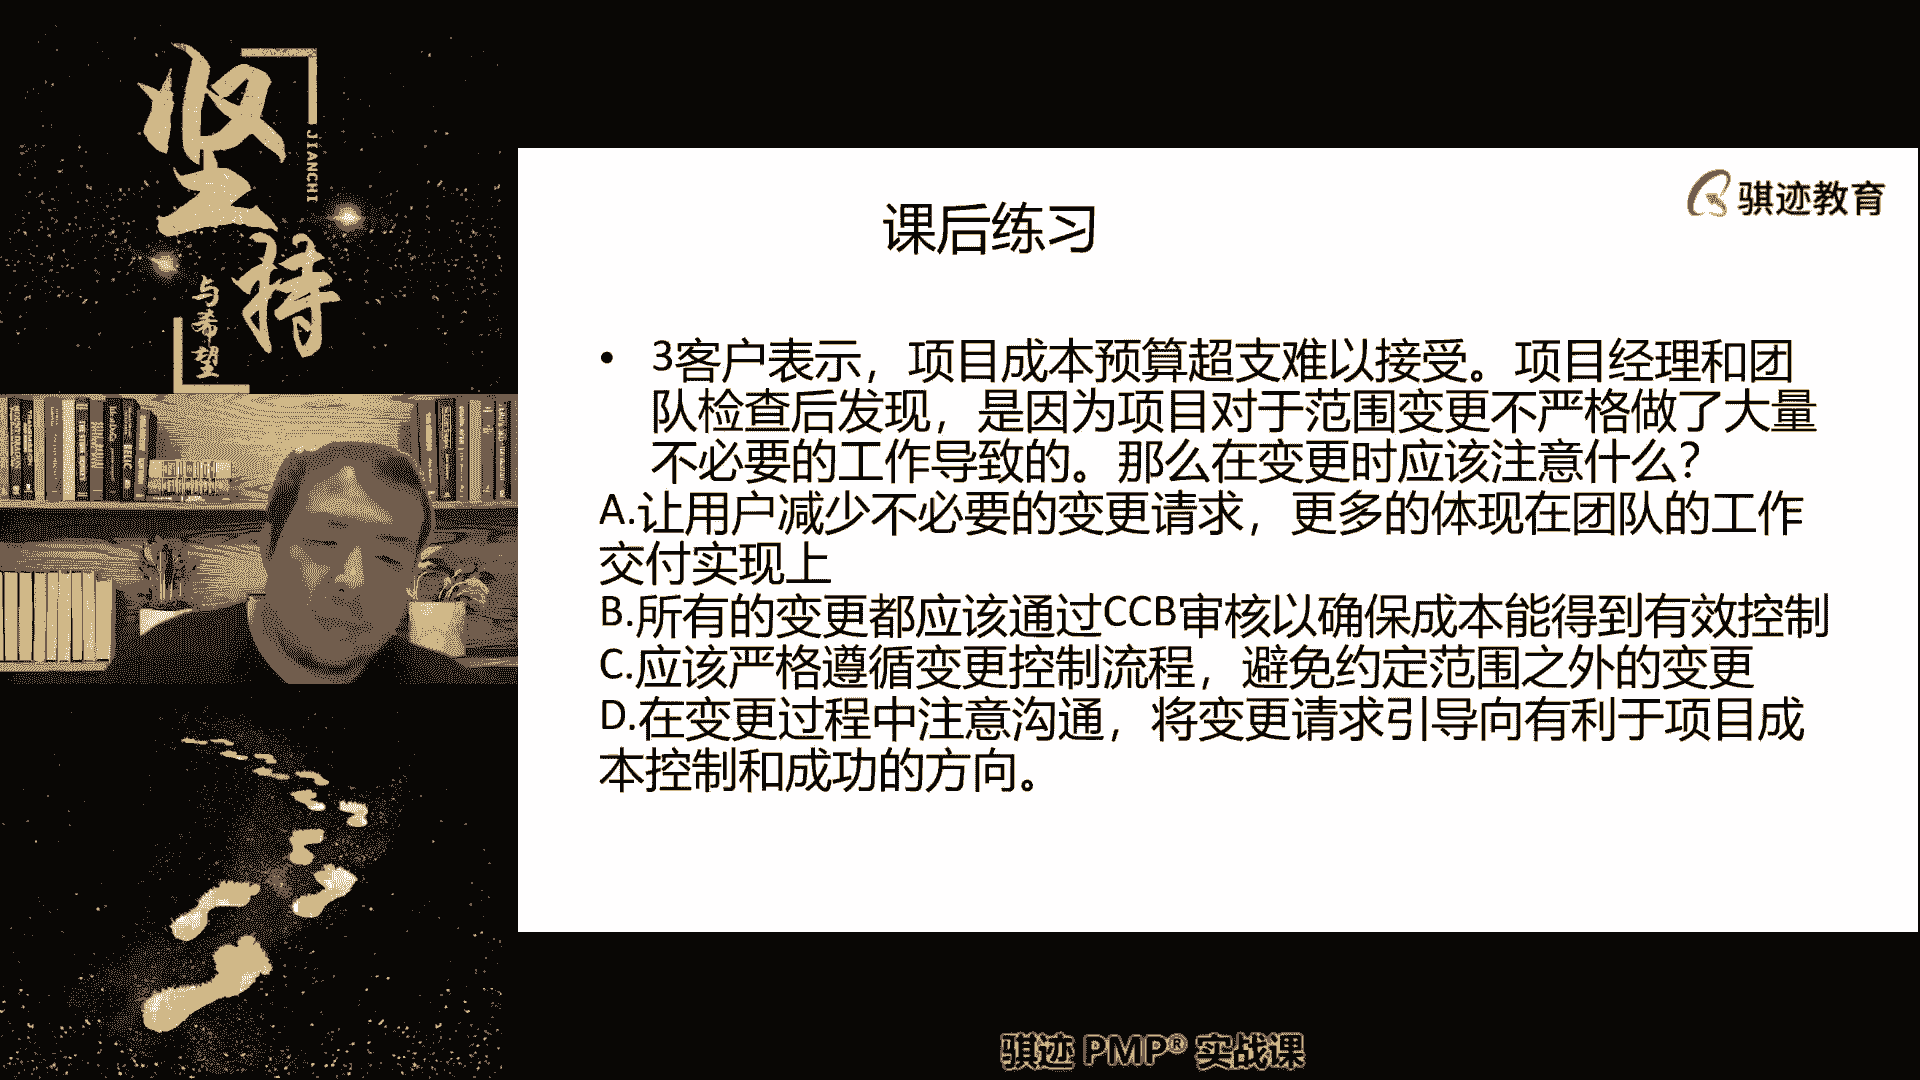 坚持
JIANCHI
与希望
骐迹教育
课后练习
• 3客户表示，项目成本预算超支难以接受。项目经理和团
队检查后发现，是因为项目对于范围变更不严格做了大量
不必要的工作导致的。那么在变更时应该注意什么？
A.让用户减少不必要的变更请求，更多的体现在团队的工作
交付实现上
B.所有的变更都应该通过CCB审核以确保成本能得到有效控制
C.应该严格遵循变更控制流程，避免约定范围之外的变更
D.在变更过程中注意沟通，将变更请求引导向有利于项目成
本控制和成功的方向。
骐迹 PMP® 实战课